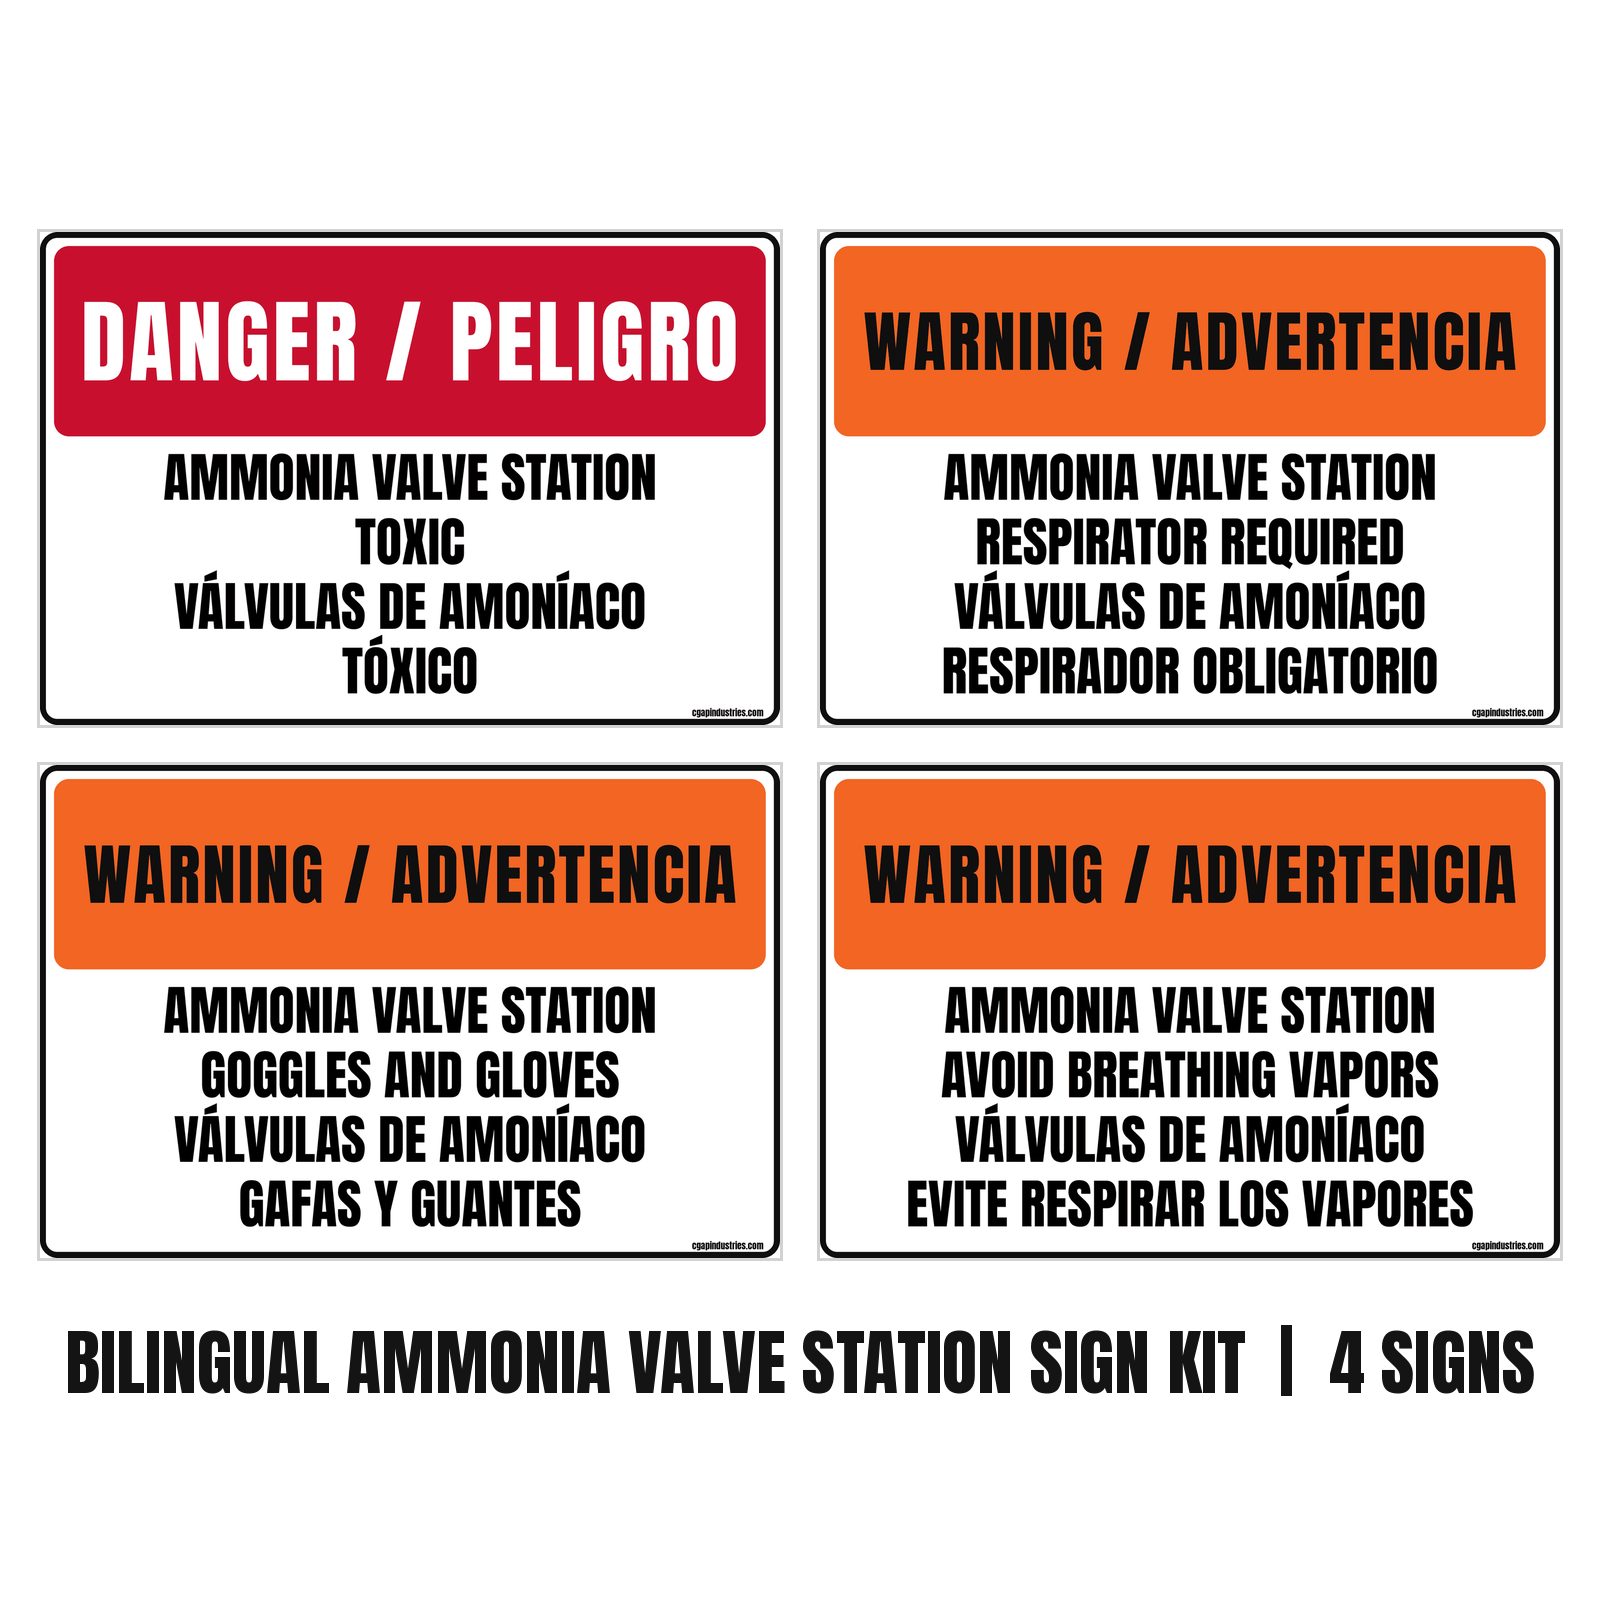 DANGER / PELIGRO
AMMONIA VALVE STATION
TOXIC
VÁLVULAS DE AMONÍACO
TÓXICO
cgapindustries.com
WARNING / ADVERTENCIA
AMMONIA VALVE STATION
RESPIRATOR REQUIRED
VÁLVULAS DE AMONÍACO
RESPIRADOR OBLIGATORIO
cgapindustries.com
WARNING / ADVERTENCIA
AMMONIA VALVE STATION
GOGGLES AND GLOVES
VÁLVULAS DE AMONÍACO
GAFAS Y GUANTES
cgapindustries.com
WARNING / ADVERTENCIA
AMMONIA VALVE STATION
AVOID BREATHING VAPORS
VÁLVULAS DE AMONÍACO
EVITE RESPIRAR LOS VAPORES
cgapindustries.com
BILINGUAL AMMONIA VALVE STATION SIGN KIT | 4 SIGNS